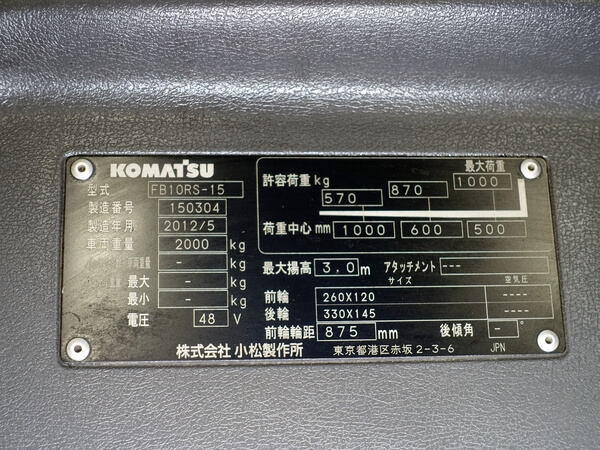 KOMATSU
型式 FB10RS-15
製造番号 150304
製造年月 2012/5
車両重量 2000 kg
車両重量 - kg
最大 - kg
最小 - kg
電圧 48 V
許容荷重 kg 570 870 最大荷重 1000
荷重中心 mm 1000 600 500
最大揚高 3.0 m アタッチメント ---
サイズ 空気圧
前輪 260X120 ----
後輪 330X145 ----
前輪輪距 875 mm 後傾角 - °
株式会社 小松製作所 東京都港区赤坂 2-3-6 JPN